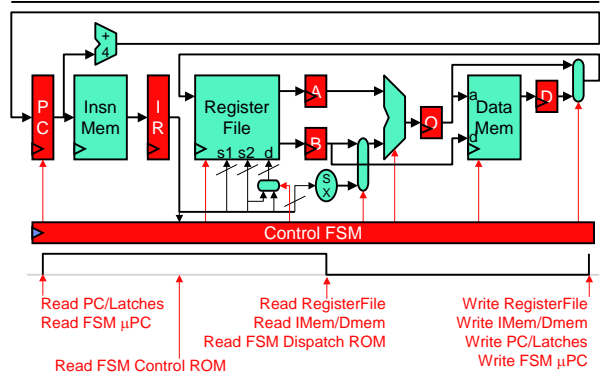 +
4
P
C
Insn
Mem
I
R
Register
File
s1 s2 d
A
B
s
x
O
a
d
Data
Mem
D
Control FSM
Read PC/Latches
Read FSM μPC
Read FSM Control ROM
Read RegisterFile
Read IMem/Dmem
Read FSM Dispatch ROM
Write RegisterFile
Write IMem/Dmem
Write PC/Latches
Write FSM μPC